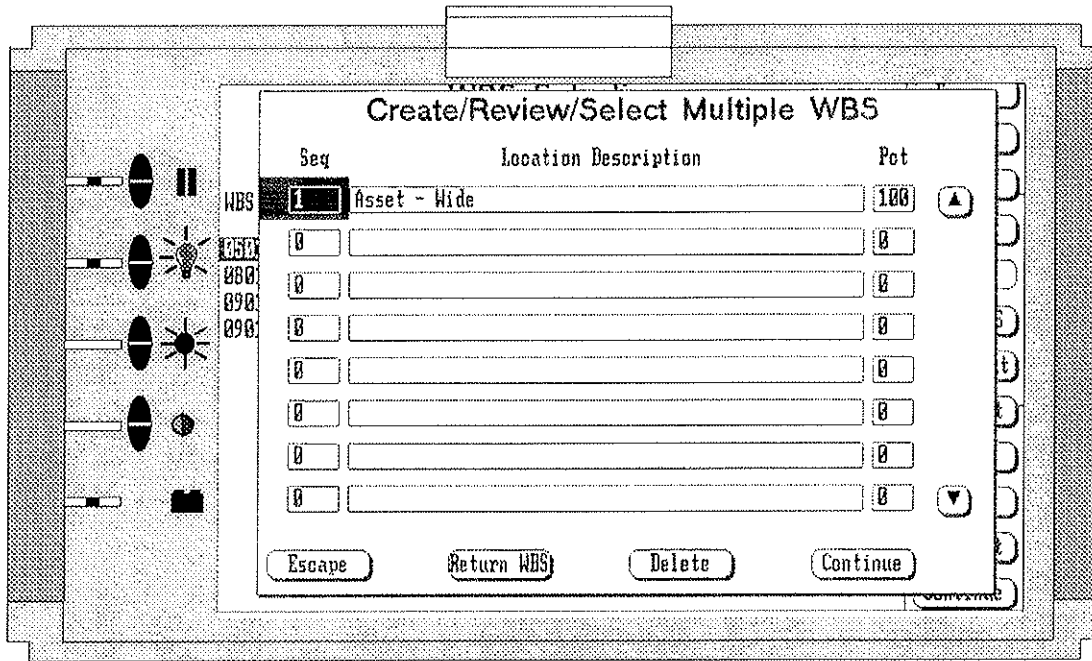 Create/Review/Select Multiple WBS
Seq Location Description Pct
WBS 1 Asset - Wide 100
0 0
0 0
0 0
0 0
0 0
0 0
0 0
Escape Return WBS Delete Continue
Continue